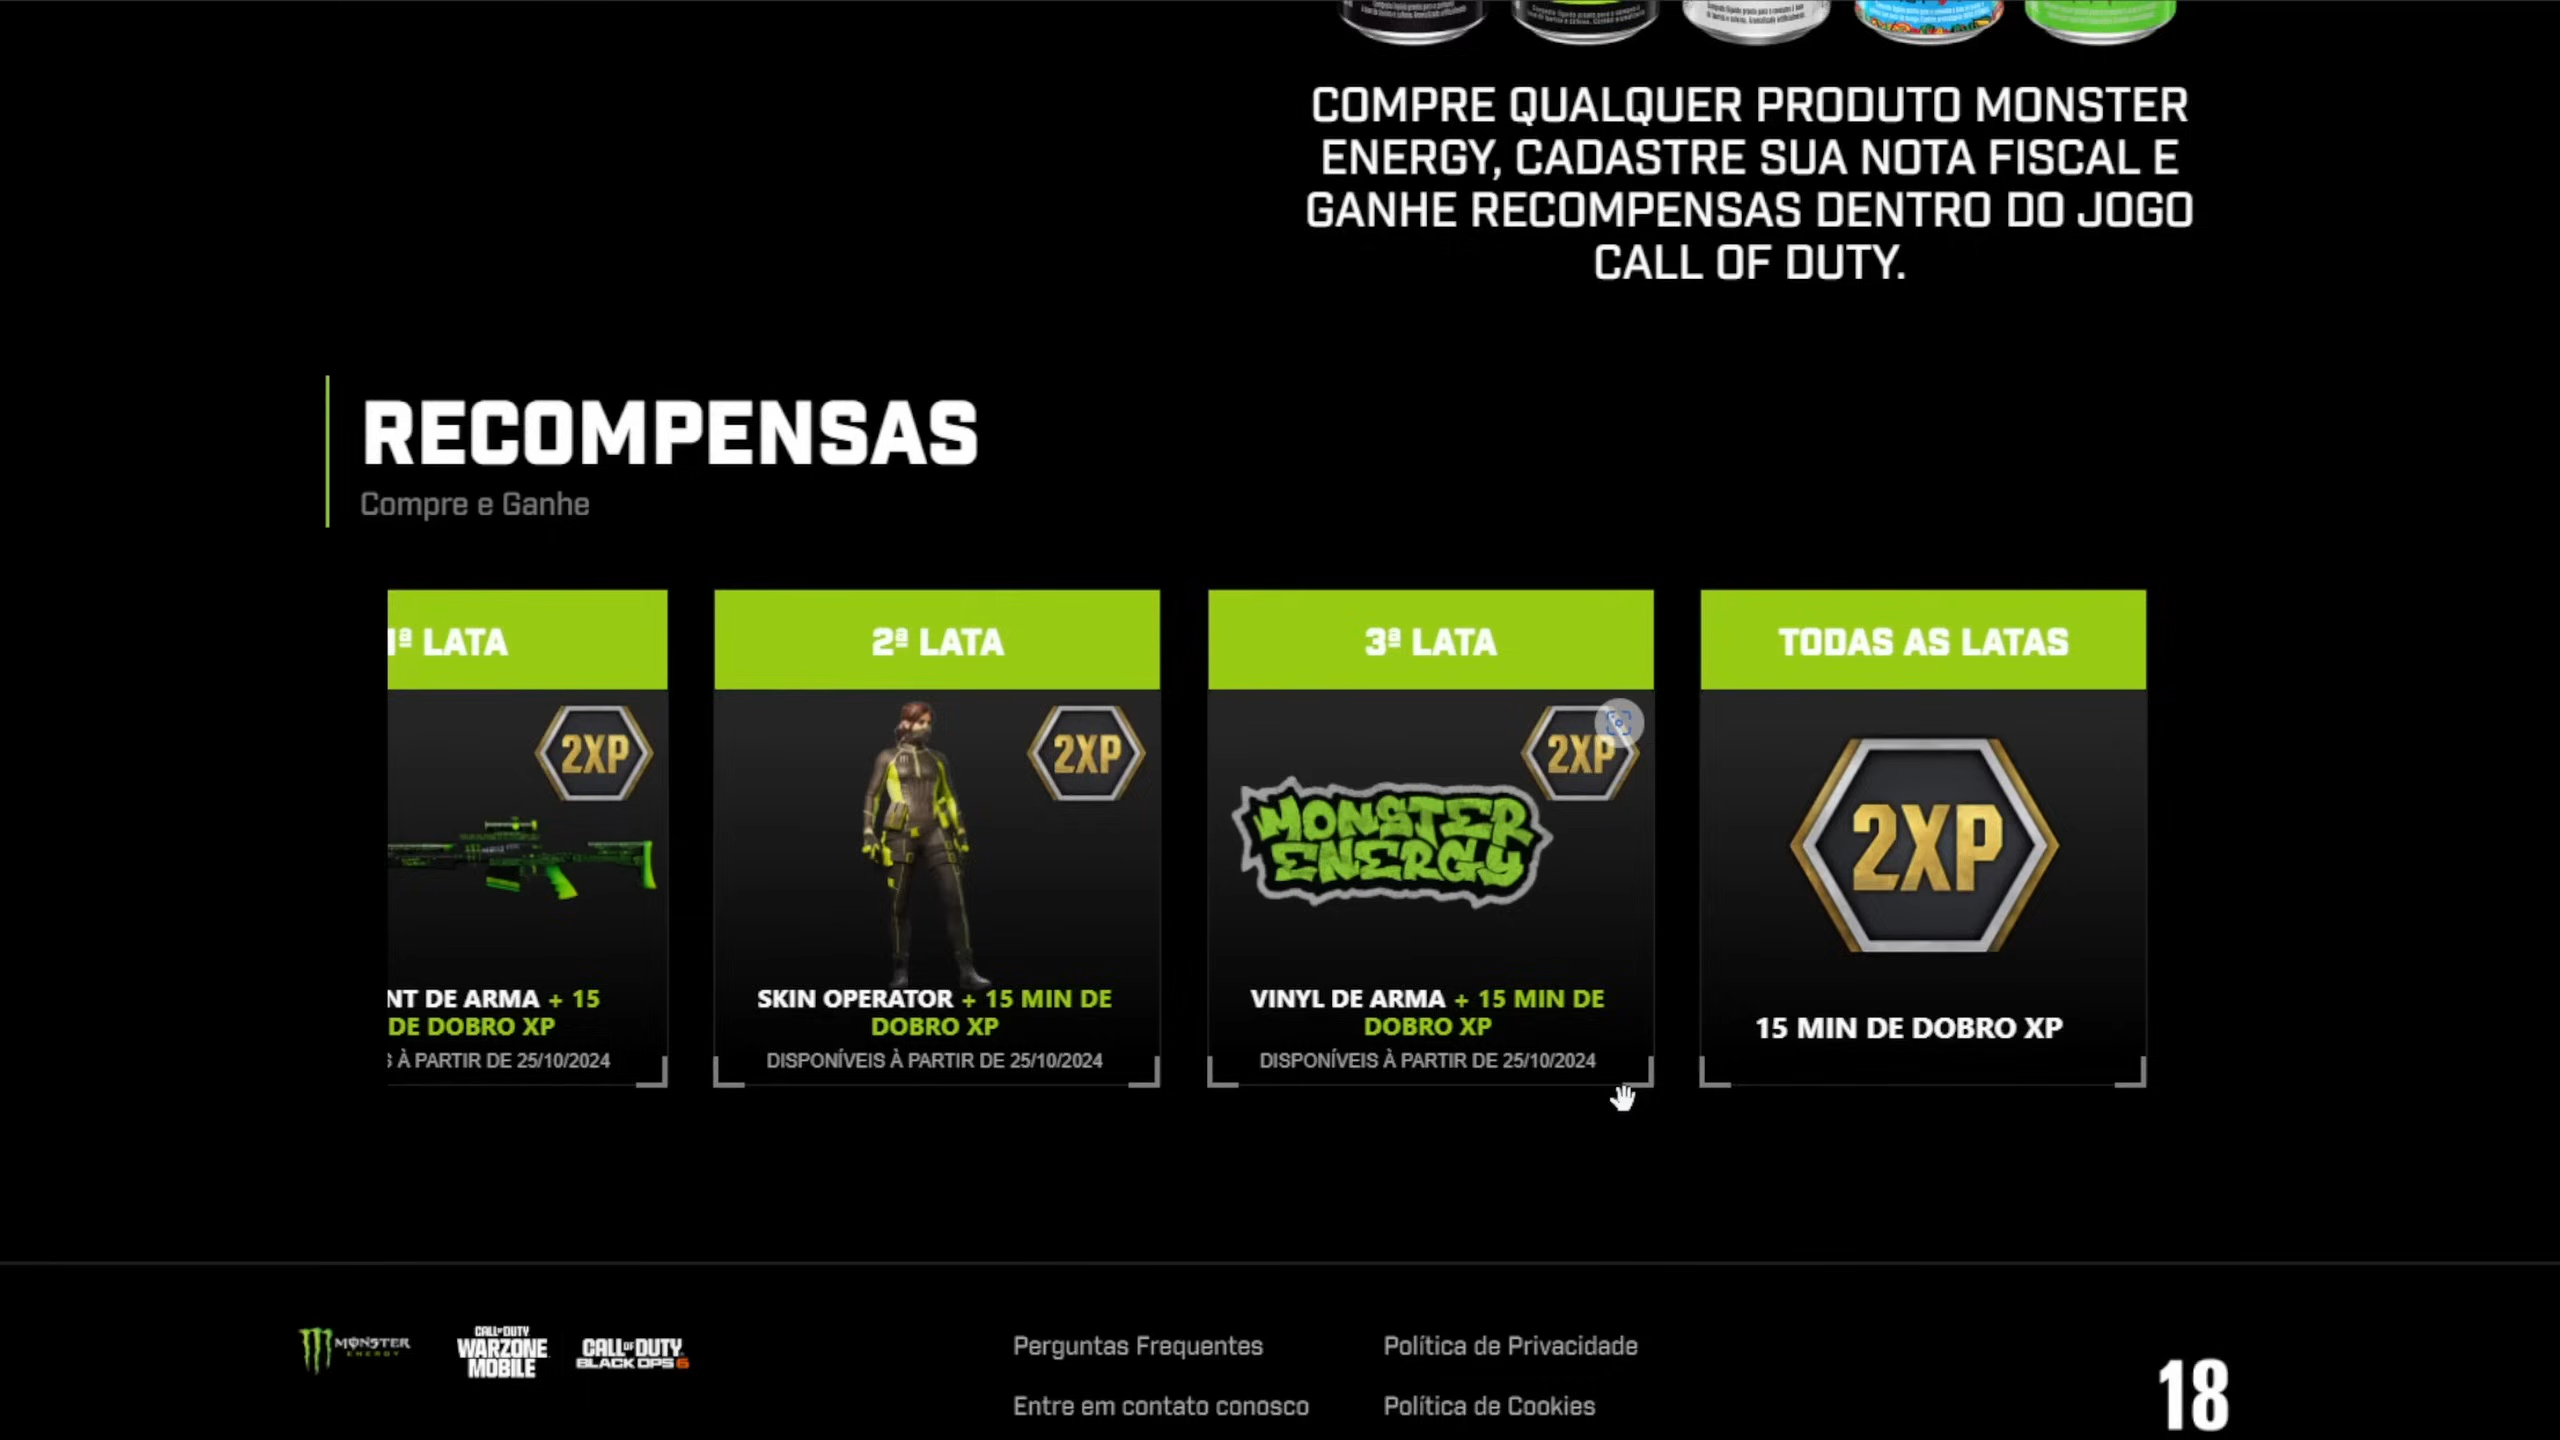 COMPRE QUALQUER PRODUTO MONSTER
ENERGY, CADASTRE SUA NOTA FISCAL E
GANHE RECOMPENSAS DENTRO DO JOGO
CALL OF DUTY.
RECOMPENSAS
Compre e Ganhe
1ª LATA
2XP
NT DE ARMA + 15
DE DOBRO XP
S À PARTIR DE 25/10/2024
2ª LATA
2XP
SKIN OPERATOR + 15 MIN DE
DOBRO XP
DISPONÍVEIS À PARTIR DE 25/10/2024
3ª LATA
2XP
MONSTER
ENERGY
VINYL DE ARMA + 15 MIN DE
DOBRO XP
DISPONÍVEIS À PARTIR DE 25/10/2024
TODAS AS LATAS
2XP
15 MIN DE DOBRO XP
MONSTER
ENERGY
CALL OF DUTY
WARZONE
MOBILE
CALL OF DUTY
BLACK OPS 6
Perguntas Frequentes
Política de Privacidade
Entre em contato conosco
Política de Cookies
18